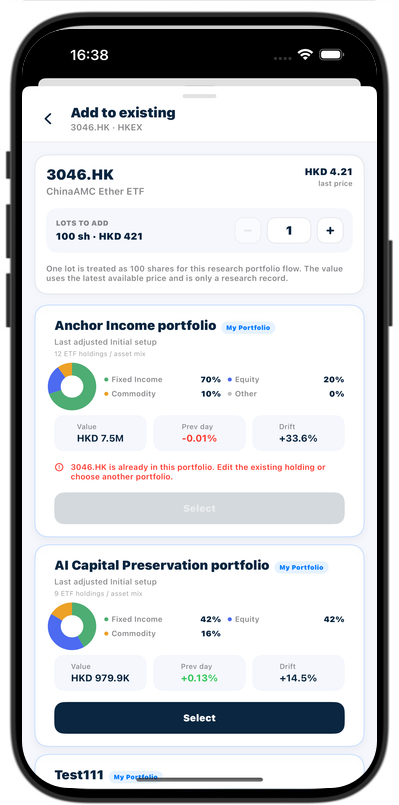 16:38
Add to existing
3046.HK · HKEX
3046.HK
HKD 4.21
ChinaAMC Ether ETF
last price
LOTS TO ADD
100 sh · HKD 421
− 1 +
One lot is treated as 100 shares for this research portfolio flow. The value
uses the latest available price and is only a research record.
Anchor Income portfolio My Portfolio
Last adjusted Initial setup
12 ETF holdings / asset mix
Fixed Income 70% Equity 20%
Commodity 10% Other 0%
Value Prev day Drift
HKD 7.5M -0.01% +33.6%
3046.HK is already in this portfolio. Edit the existing holding or
choose another portfolio.
Select
AI Capital Preservation portfolio My Portfolio
Last adjusted Initial setup
9 ETF holdings / asset mix
Fixed Income 42% Equity 42%
Commodity 16%
Value Prev day Drift
HKD 979.9K +0.13% +14.5%
Select
Test111 My Portfolio